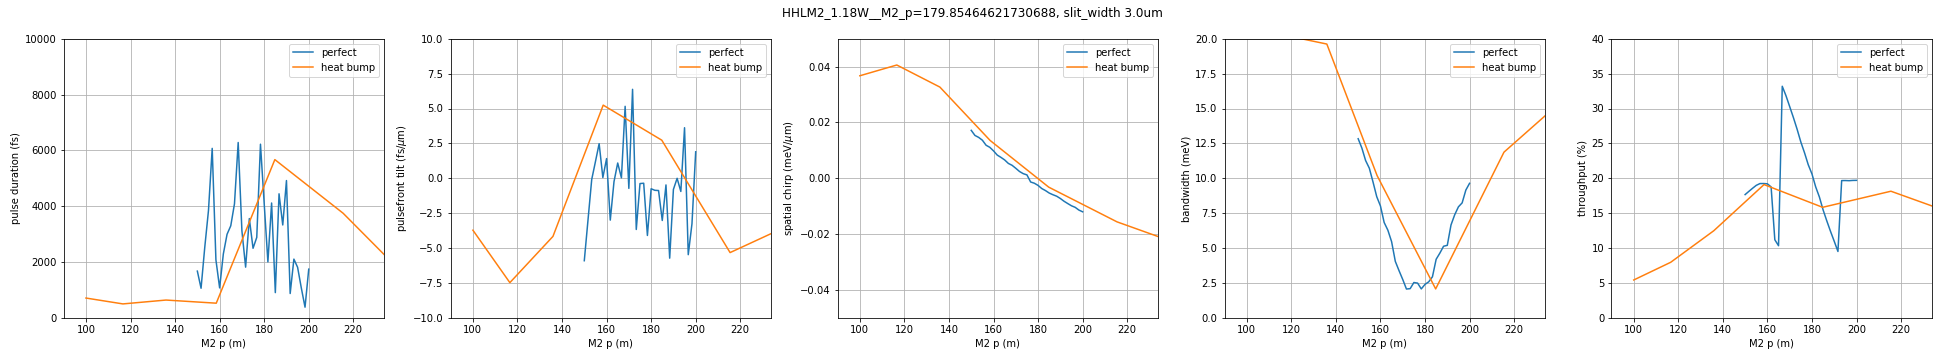 HHLM2_1.18W__M2_p=179.85464621730688, slit_width 3.0um
pulse duration (fs)
10000
8000
6000
4000
2000
0
perfect
heat bump
100 120 140 160 180 200 220
M2 p (m)
pulsefront tilt (fs/μm)
10.0
7.5
5.0
2.5
0.0
−2.5
−5.0
−7.5
−10.0
perfect
heat bump
100 120 140 160 180 200 220
M2 p (m)
spatial chirp (meV/μm)
0.04
0.02
0.00
−0.02
−0.04
perfect
heat bump
100 120 140 160 180 200 220
M2 p (m)
bandwidth (meV)
20.0
17.5
15.0
12.5
10.0
7.5
5.0
2.5
0.0
perfect
heat bump
100 120 140 160 180 200 220
M2 p (m)
throughput (%)
40
35
30
25
20
15
10
5
0
perfect
heat bump
100 120 140 160 180 200 220
M2 p (m)